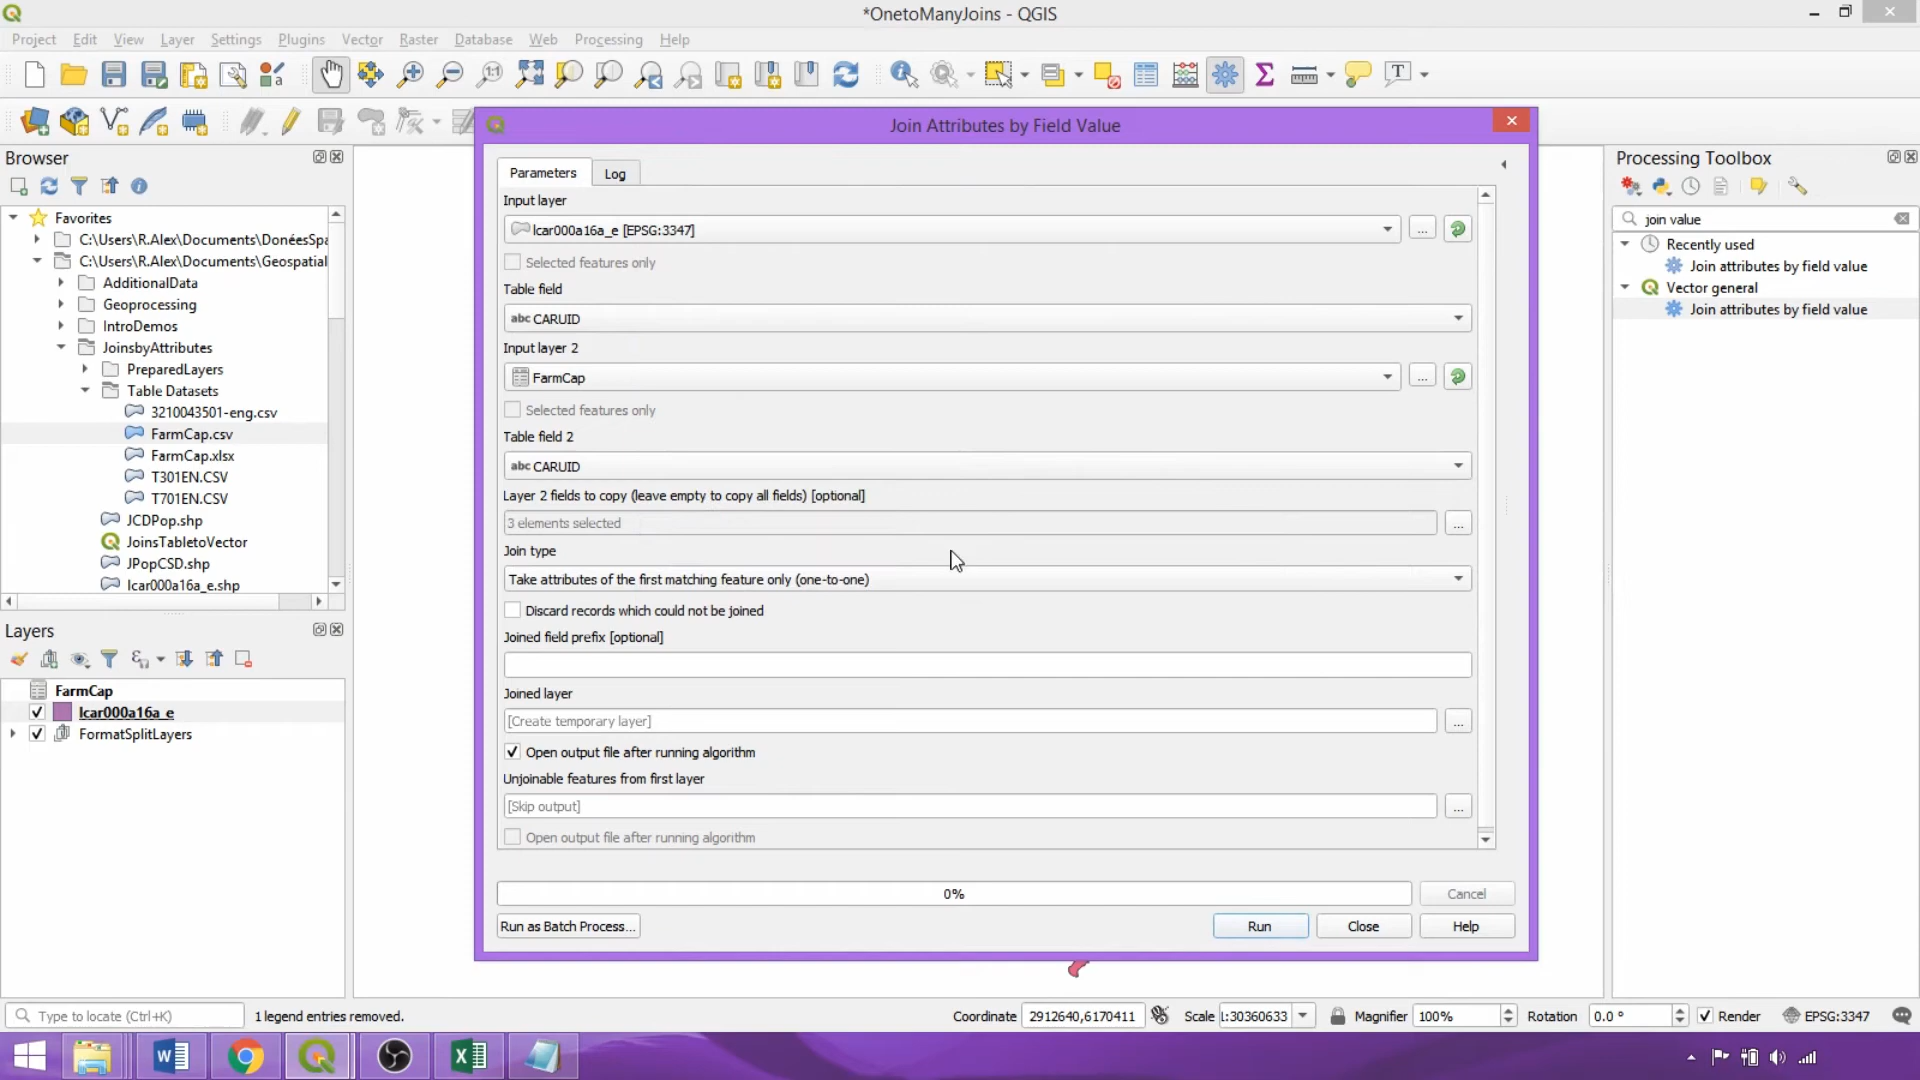 *OnetoManyJoins - QGIS
Project Edit View Layer Settings Plugins Vector Raster Database Web Processing Help
Browser
Favorites
C:\Users\R.Alex\Documents\DonéesSpa
C:\Users\R.Alex\Documents\Geospatial
AdditionalData
Geoprocessing
IntroDemos
JoinsbyAttributes
PreparedLayers
Table Datasets
3210043501-eng.csv
FarmCap.csv
FarmCap.xlsx
T301EN.CSV
T701EN.CSV
JCDPop.shp
JoinsTabletoVector
JPopCSD.shp
lcar000a16a_e.shp
Layers
FarmCap
lcar000a16a_e
FormatSplitLayers
Join Attributes by Field Value
Parameters Log
Input layer
lcar000a16a_e [EPSG:3347] ...
Selected features only
Table field
abc CARUID
Input layer 2
FarmCap ...
Selected features only
Table field 2
abc CARUID
Layer 2 fields to copy (leave empty to copy all fields) [optional]
3 elements selected ...
Join type
Take attributes of the first matching feature only (one-to-one)
Discard records which could not be joined
Joined field prefix [optional]
Joined layer
[Create temporary layer] ...
Open output file after running algorithm
Unjoinable features from first layer
[Skip output] ...
Open output file after running algorithm
0% Cancel
Run as Batch Process... Run Close Help
Processing Toolbox
join value
Recently used
Join attributes by field value
Vector general
Join attributes by field value
Type to locate (Ctrl+K) 1 legend entries removed. Coordinate 2912640,6170411 Scale 1:30360633 Magnifier 100% Rotation 0.0 ° Render EPSG:3347